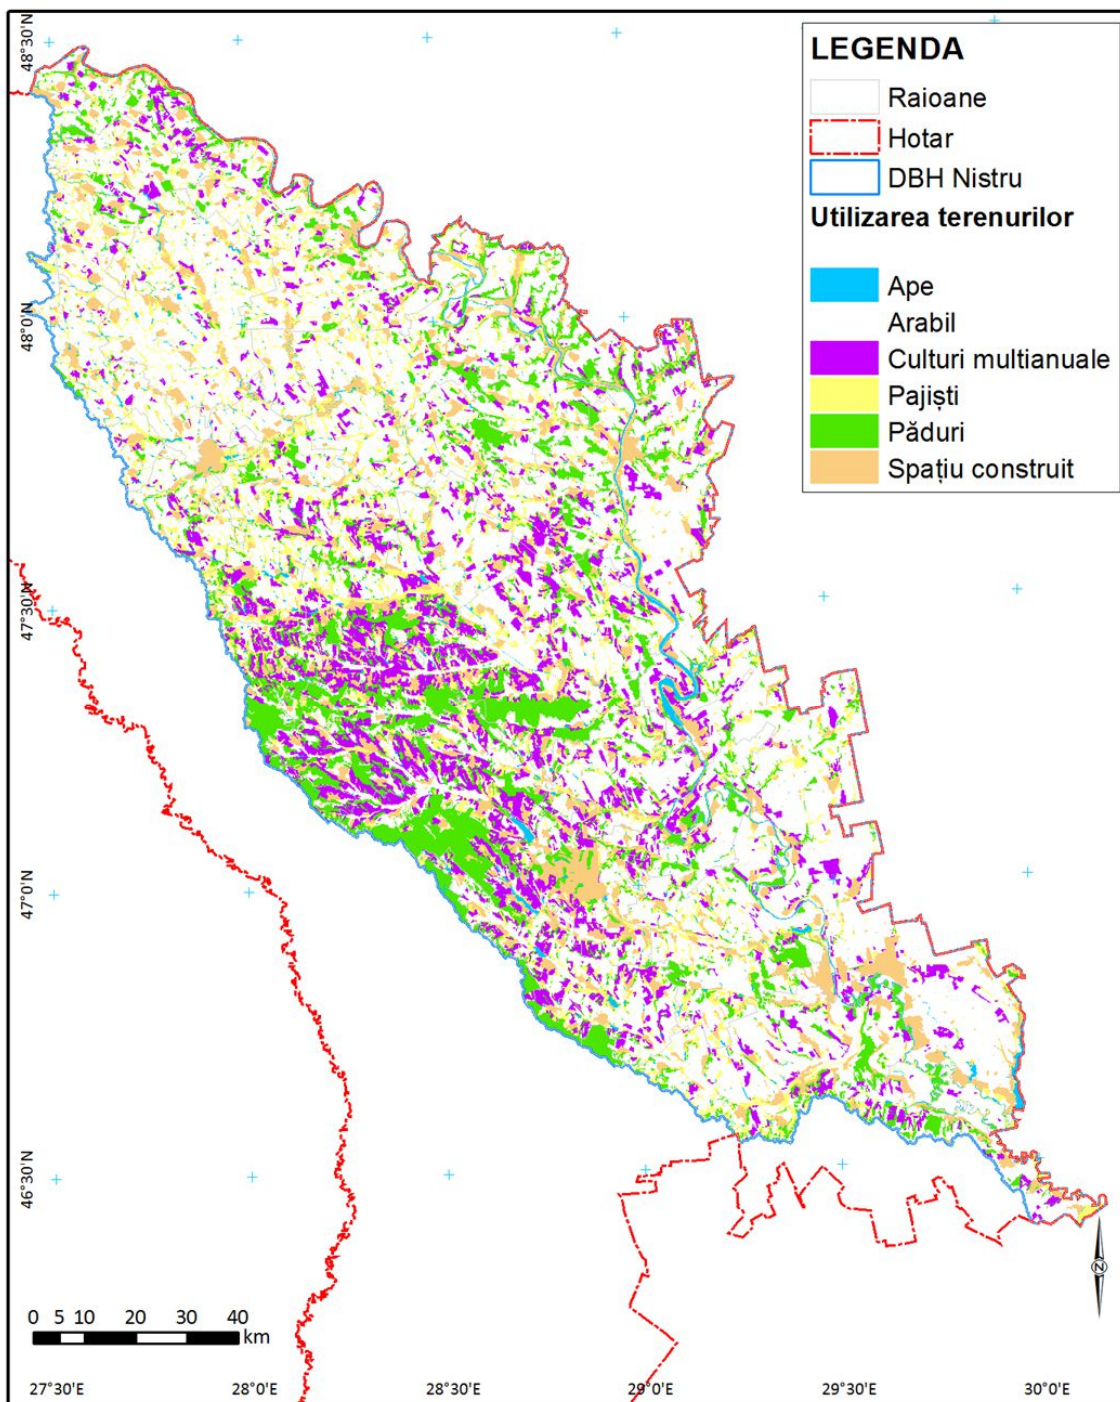 LEGENDA
Raioane
Hotar
DBH Nistru
Utilizarea terenurilor
Ape
Arabil
Culturi multianuale
Pajiști
Păduri
Spațiu construit
48°30'N
48°0'N
47°30'N
47°0'N
46°30'N
N
0 5 10 20 30 40
km
27°30'E 28°0'E 28°30'E 29°0'E 29°30'E 30°0'E